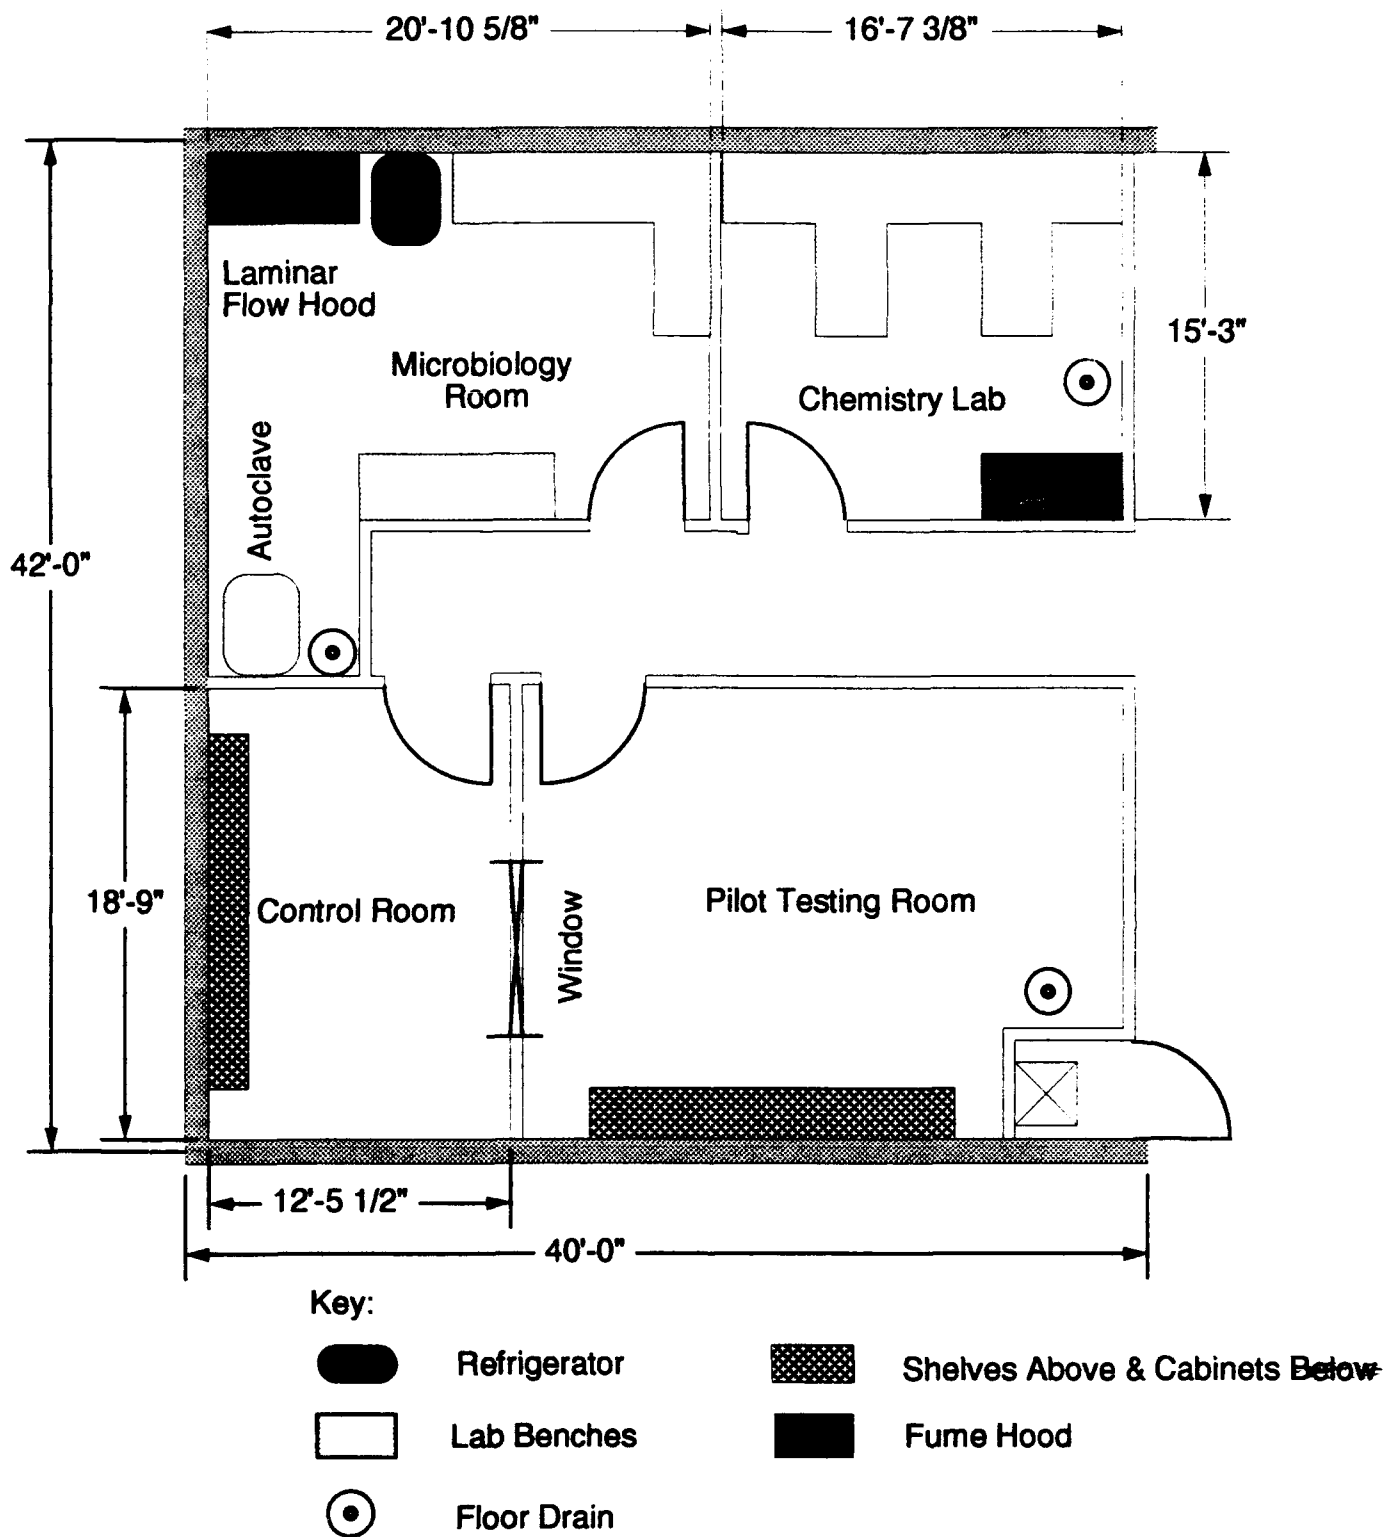 20'-10 5/8" 16'-7 3/8"
Laminar
Flow Hood
Microbiology
Room
15'-3"
Chemistry Lab
Autoclave
42'-0"
18'-9"
Control Room
Window
Pilot Testing Room
12'-5 1/2"
40'-0"
Key:
Refrigerator
Shelves Above & Cabinets Below
Lab Benches
Fume Hood
Floor Drain